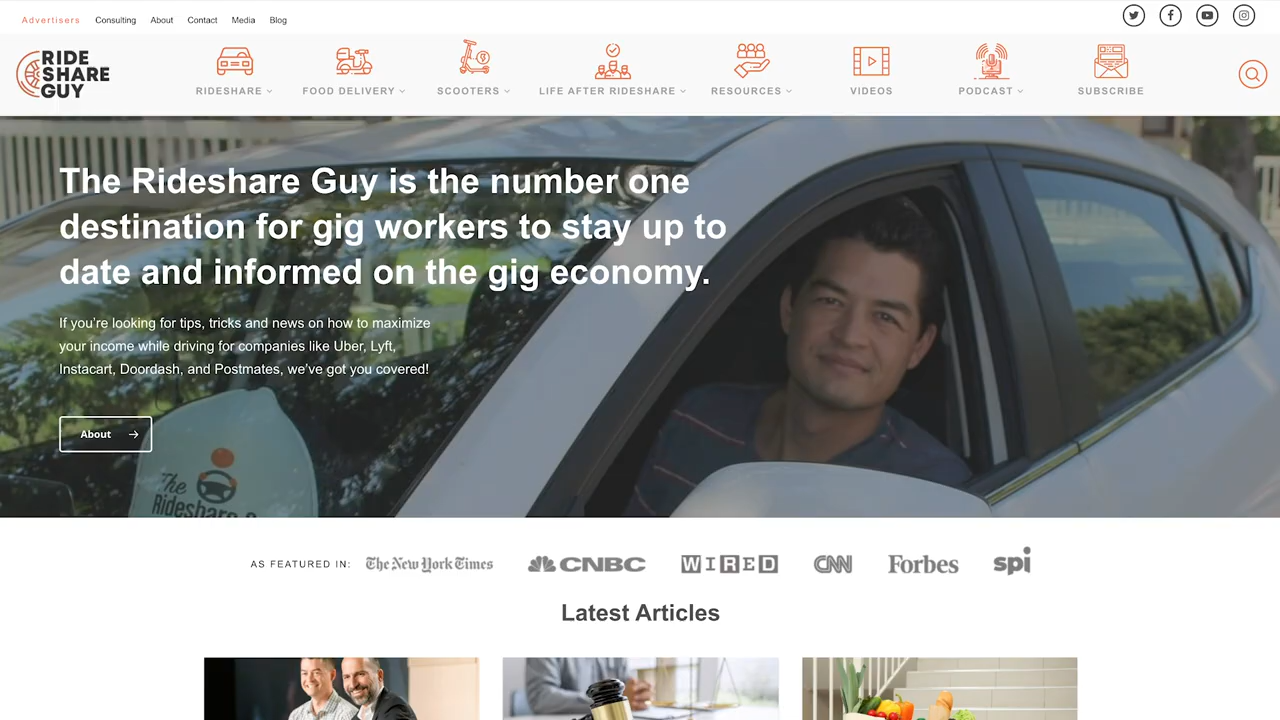 Advertisers Consulting About Contact Media Blog
RIDE
SHARE
GUY
RIDESHARE FOOD DELIVERY SCOOTERS LIFE AFTER RIDESHARE RESOURCES VIDEOS PODCAST SUBSCRIBE
The Rideshare Guy is the number one
destination for gig workers to stay up to
date and informed on the gig economy.
If you're looking for tips, tricks and news on how to maximize
your income while driving for companies like Uber, Lyft,
Instacart, Doordash, and Postmates, we've got you covered!
About
The
Rideshare
AS FEATURED IN: The New York Times CNBC WIRED CNN Forbes spi
Latest Articles